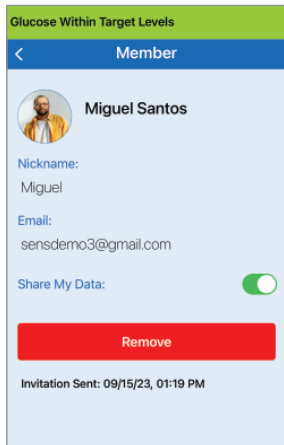 Glucose Within Target Levels
Member
Miguel Santos
Nickname:
Miguel
Email:
sensdemo3@gmail.com
Share My Data:
Remove
Invitation Sent: 09/15/23, 01:19 PM